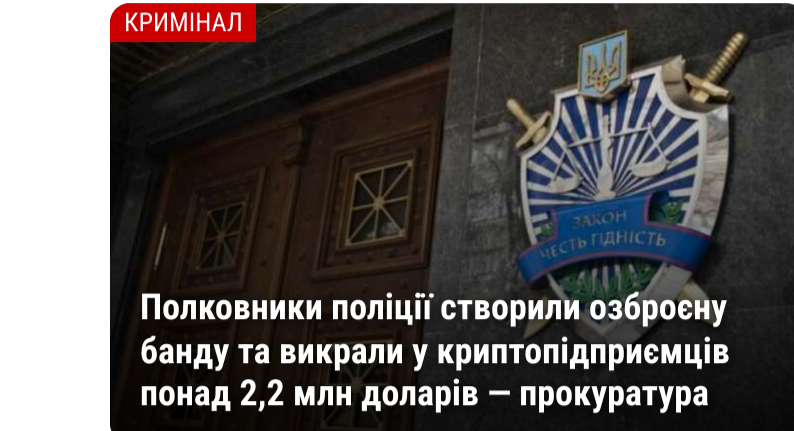 КРИМІНАЛ
ЗАКОН
ЧЕСТЬ ГІДНІСТЬ
Полковники поліції створили озброєну
банду та викрали у криптопідприємців
понад 2,2 млн доларів — прокуратура